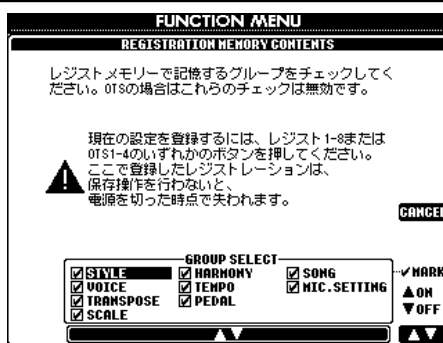 FUNCTION MENU
REGISTRATION MEMORY CONTENTS
レジストメモリーで記憶するグループをチェックしてく
ださい。OTSの場合はこれらのチェックは無効です。
現在の設定を登録するには、レジスト1-8または
OTS1-4のいずれかのボタンを押してください。
ここで登録したレジストレーションは、
保存操作を行わないと、
電源を切った時点で失われます。
CANCEL
GROUP SELECT
STYLE HARMONY SONG
VOICE TEMPO MIC.SETTING
TRANSPOSE PEDAL
SCALE
MARK
▲ON
▼OFF
▲▼ ▲▼